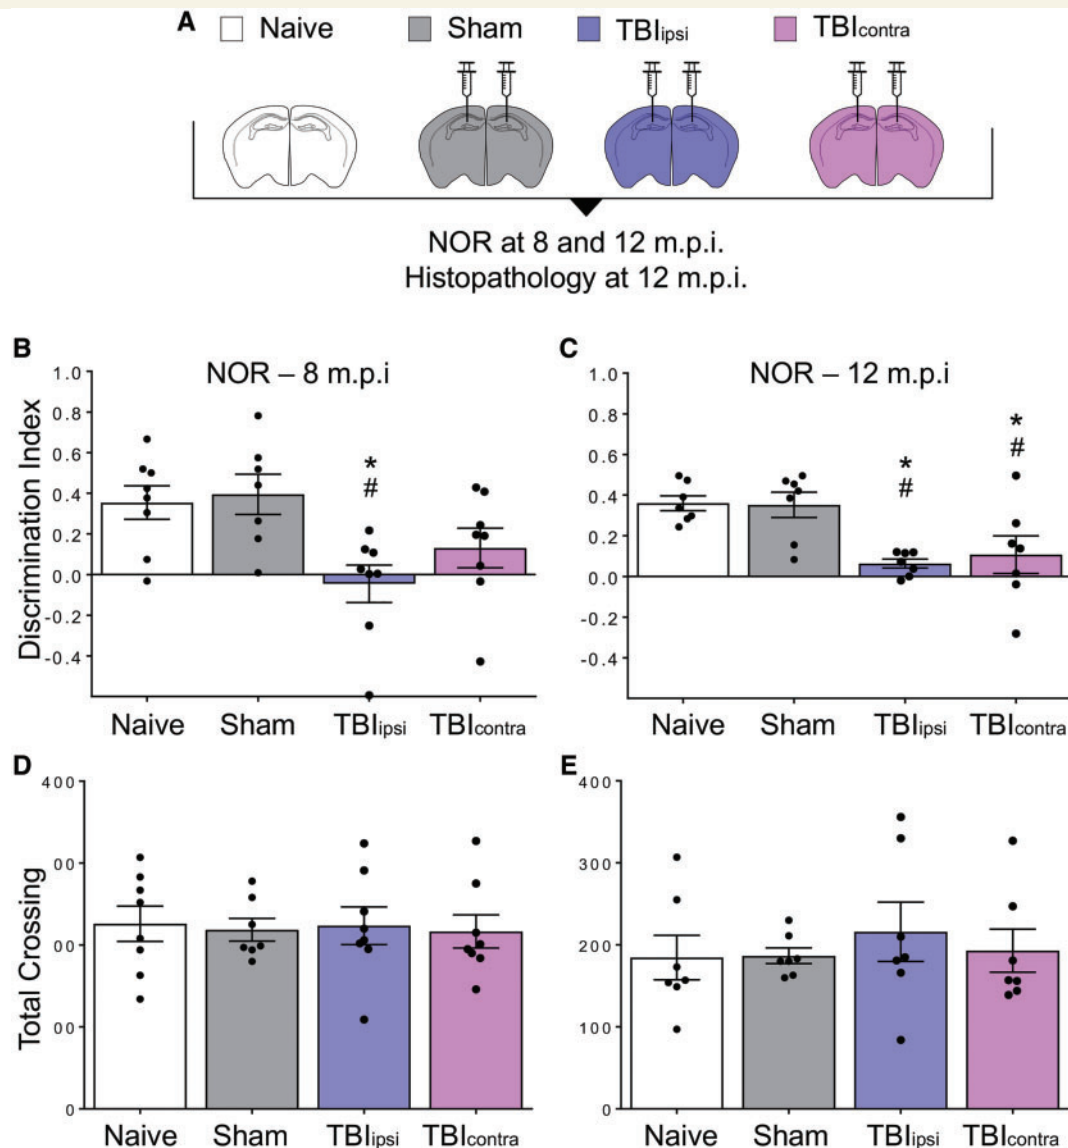 A
Naive Sham TBIipsi TBIcontra
NOR at 8 and 12 m.p.i.
Histopathology at 12 m.p.i.
B
NOR – 8 m.p.i
Discrimination Index
1.0
0.8
0.6
0.4
0.2
0.0
-0.2
-0.4
Naive Sham TBIipsi TBIcontra
*
#
C
NOR – 12 m.p.i
1.0
0.8
0.6
0.4
0.2
0.0
-0.2
-0.4
Naive Sham TBIipsi TBIcontra
*
#
*
#
D
Total Crossing
400
00
00
00
0
Naive Sham TBIipsi TBIcontra
E
400
300
200
100
0
Naive Sham TBIipsi TBIcontra